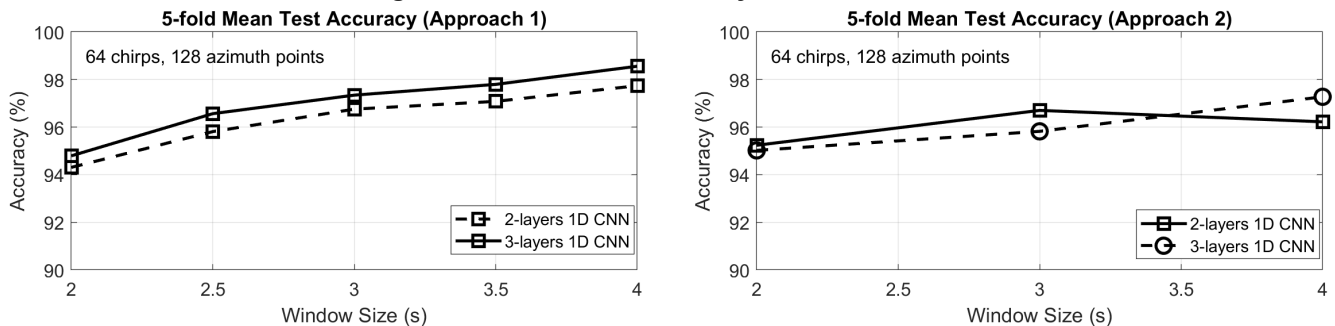 5-fold Mean Test Accuracy (Approach 1)
100
98
96
94
92
90
Accuracy (%)
64 chirps, 128 azimuth points
2-layers 1D CNN
3-layers 1D CNN
2
2.5
3
3.5
4
Window Size (s)
5-fold Mean Test Accuracy (Approach 2)
100
98
96
94
92
90
Accuracy (%)
64 chirps, 128 azimuth points
2-layers 1D CNN
3-layers 1D CNN
2
2.5
3
3.5
4
Window Size (s)